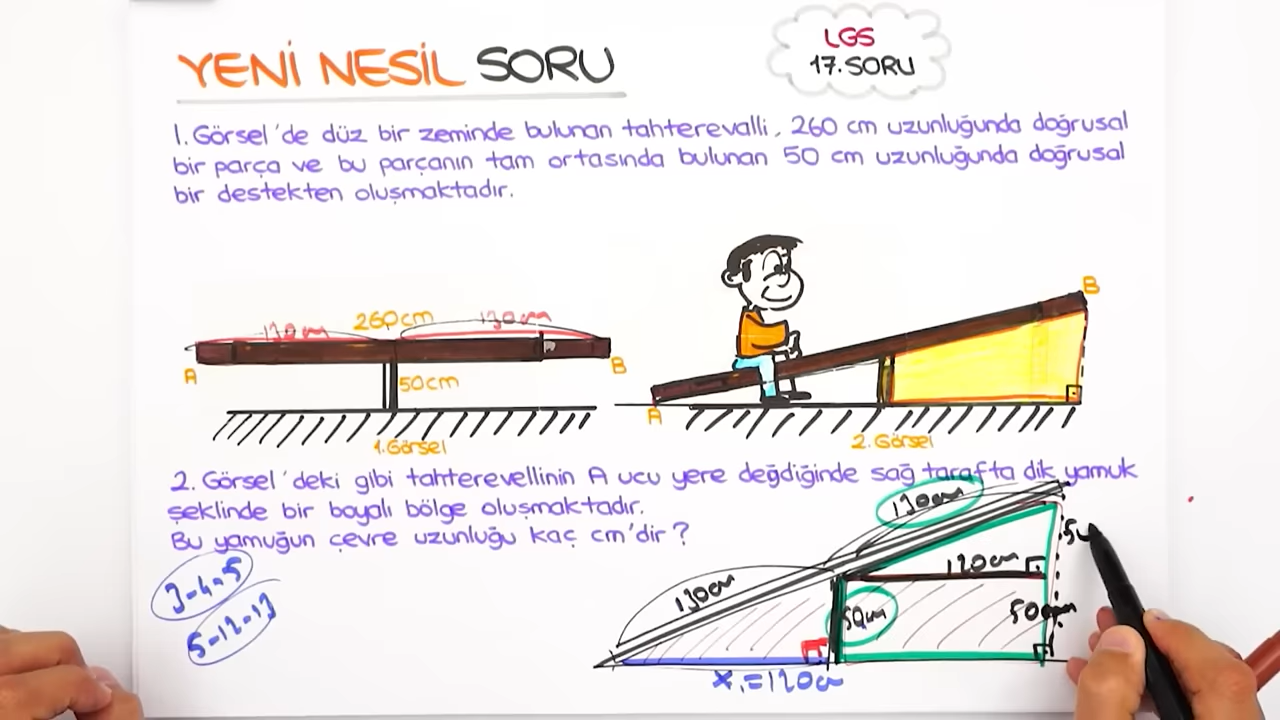 YENİ NESİL SORU
LGS
17. SORU
1. Görsel'de düz bir zeminde bulunan tahterevalli, 260 cm uzunluğunda doğrusal
bir parça ve bu parçanın tam ortasında bulunan 50 cm uzunluğunda doğrusal
bir destekten oluşmaktadır.
130cm
260cm
130cm
A
B
50cm
1. Görsel
B
A
2. Görsel
2. Görsel'deki gibi tahterevellinin A ucu yere değdiğinde sağ tarafta dik yamuk
şeklinde bir boyalı bölge oluşmaktadır.
Bu yamuğun çevre uzunluğu kaç cm'dir?
3-4-5
5-12-13
130cm
130cm
120cm
50cm
50cm
x=120cm